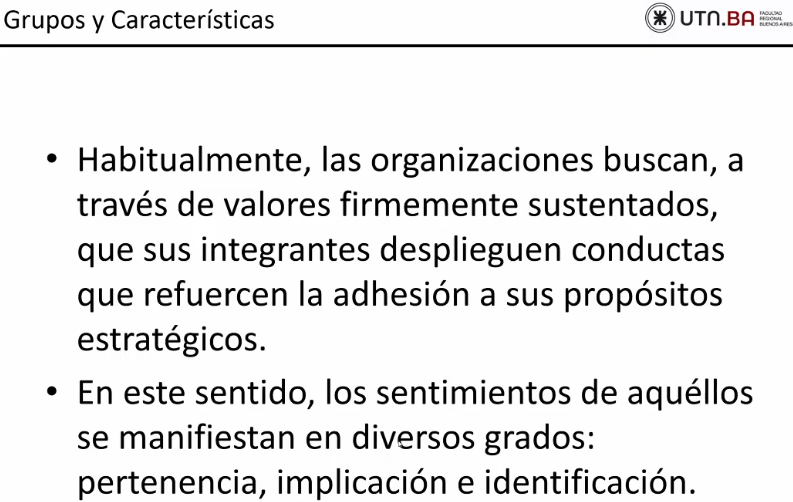 Grupos y Características
UTN.BA
FACULTAD
REGIONAL
BUENOS AIRES
• Habitualmente, las organizaciones buscan, a
través de valores firmemente sustentados,
que sus integrantes desplieguen conductas
que refuercen la adhesión a sus propósitos
estratégicos.
• En este sentido, los sentimientos de aquéllos
se manifiestan en diversos grados:
pertenencia, implicación e identificación.